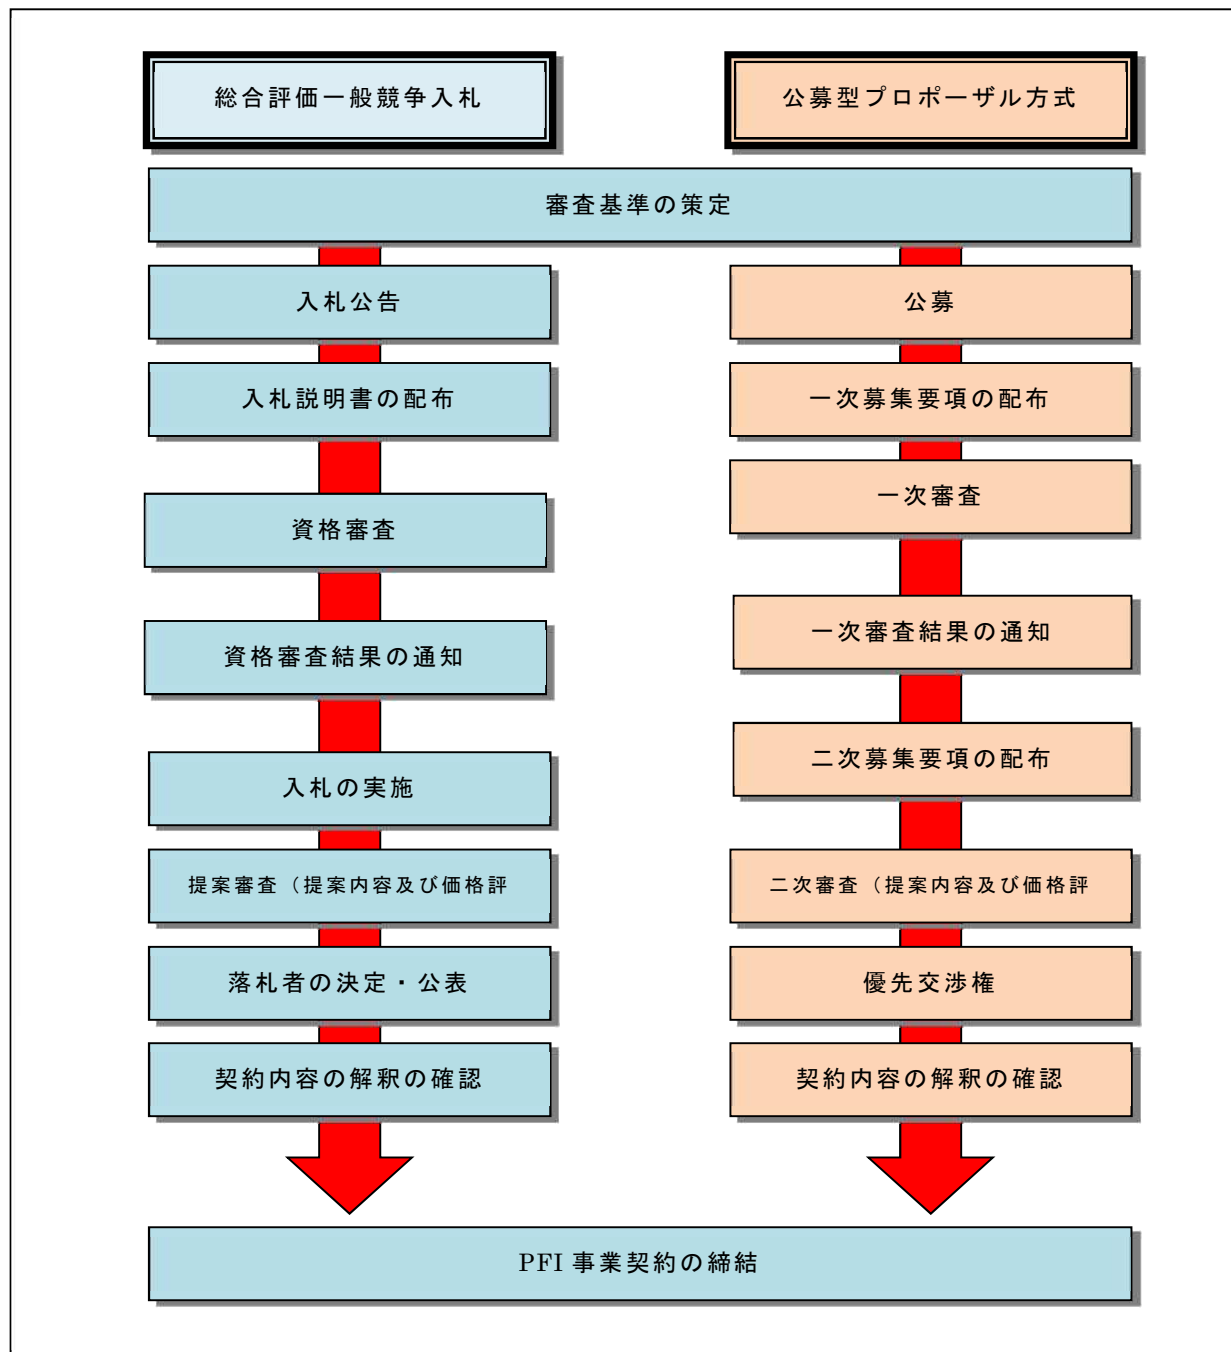 総合評価一般競争入札
公募型プロポーザル方式
審査基準の策定
入札公告
入札説明書の配布
資格審査
資格審査結果の通知
入札の実施
提案審査（提案内容及び価格評
落札者の決定・公表
契約内容の解釈の確認
公募
一次募集要項の配布
一次審査
一次審査結果の通知
二次募集要項の配布
二次審査（提案内容及び価格評
優先交渉権
契約内容の解釈の確認
PFI 事業契約の締結